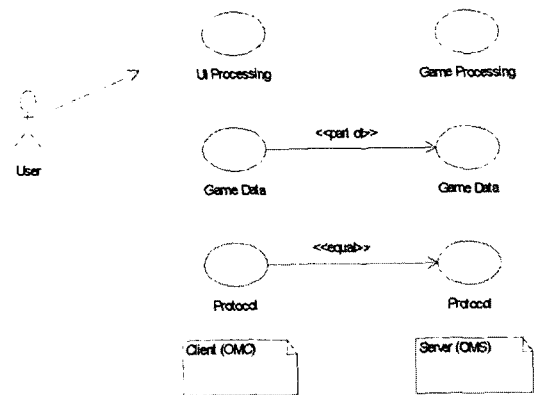 UI Processing
Game Processing
User
<<part of>>
Game Data
Game Data
<<equal>>
Protocol
Protocol
Client (OMC)
Server (OMS)